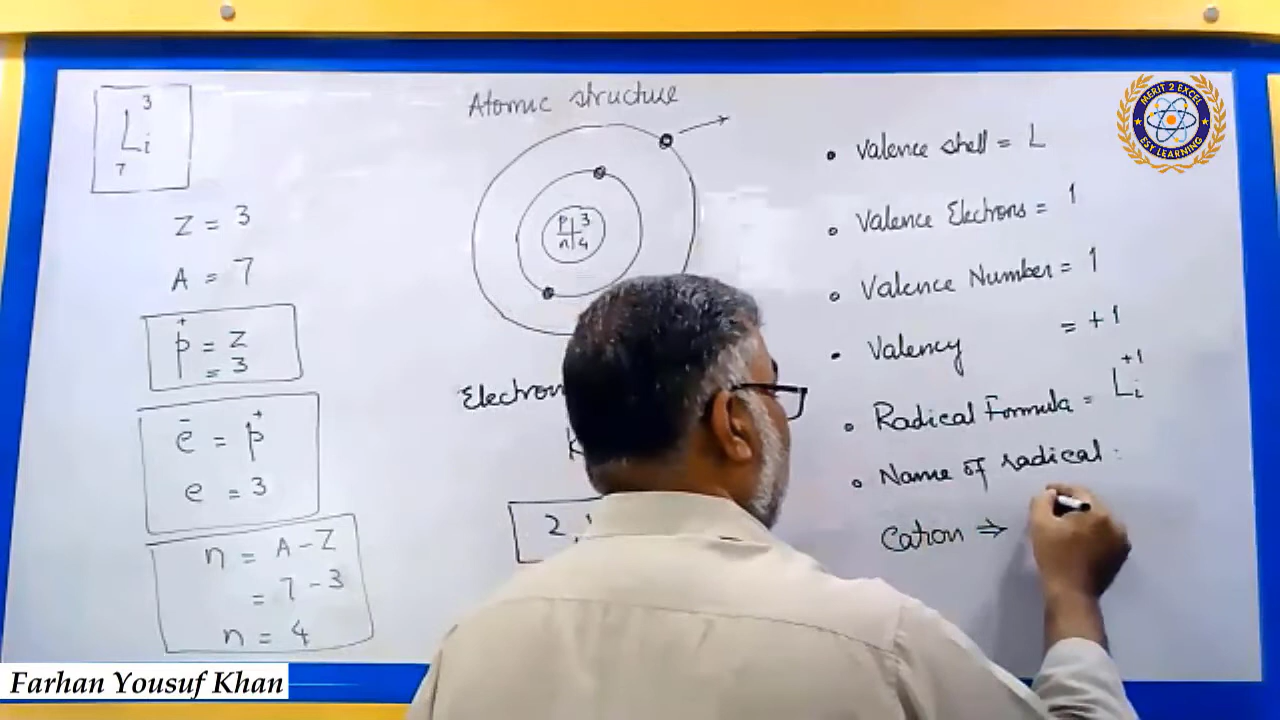 3
Li
7
Z = 3
A = 7
p+ = Z
= 3
e- = p+
e = 3
n = A - Z
= 7 - 3
n = 4
Atomic structure
p 3
n 4
Electron
K
2,
• Valence shell = L
• Valence Electrons = 1
• Valence Number = 1
• Valency = +1
• Radical Formula = Li+1
• Name of radical :
Cation ⇒
MERIT 2 EXCEL
ESY LEARNING
Farhan Yousuf Khan